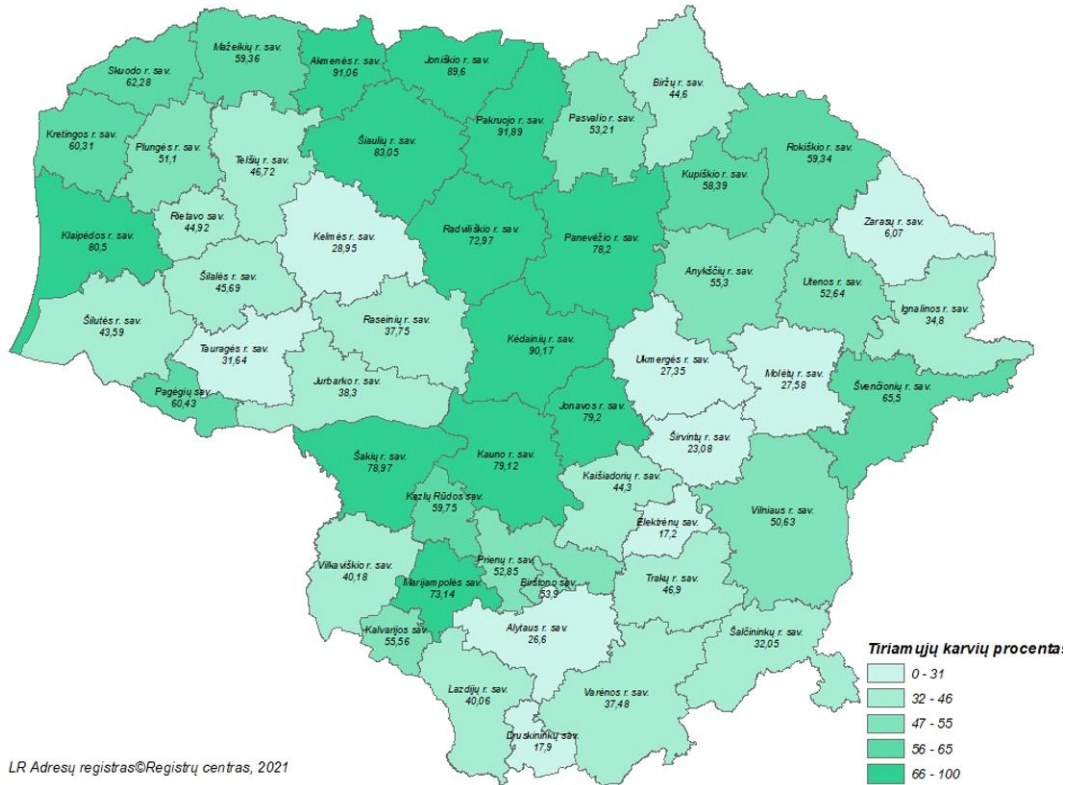 Skuodo r. sav.
62,28
Mažeikių r. sav.
59,36
Akmenės r. sav.
91,06
Joniškio r. sav.
89,6
Pakruojo r. sav.
91,89
Pasvalio r. sav.
53,21
Biržų r. sav.
44,6
Kretingos r. sav.
60,31
Plungės r. sav.
51,1
Telšių r. sav.
46,72
Šiaulių r. sav.
83,05
Kupiškio r. sav.
58,39
Rokiškio r. sav.
59,34
Zarasų r. sav.
6,07
Klaipėdos r. sav.
80,5
Rietavo sav.
44,92
Kelmės r. sav.
28,95
Radviliškio r. sav.
72,97
Panevėžio r. sav.
78,2
Anykščių r. sav.
55,3
Utenos r. sav.
52,64
Ignalinos r. sav.
34,8
Šilalės r. sav.
45,69
Šilutės r. sav.
43,59
Tauragės r. sav.
31,64
Raseinių r. sav.
37,75
Kėdainių r. sav.
90,17
Ukmergės r. sav.
27,35
Molėtų r. sav.
27,58
Švenčionių r. sav.
65,5
Pagėgių sav.
60,43
Jurbarko r. sav.
38,3
Jonavos r. sav.
79,2
Širvintų r. sav.
23,08
Šakių r. sav.
78,97
Kauno r. sav.
79,12
Kaišiadorių r. sav.
44,3
Elektrėnų sav.
17,2
Vilniaus r. sav.
50,63
Kazlų Rūdos sav.
59,75
Vilkaviškio r. sav.
40,18
Marijampolės sav.
73,14
Prienų r. sav.
52,85
Birštono sav.
53,9
Trakų r. sav.
46,9
Kalvarijos sav.
55,56
Alytaus r. sav.
26,6
Šalčininkų r. sav.
32,05
Lazdijų r. sav.
40,06
Varėnos r. sav.
37,48
Druskininkų sav.
17,9
Tiriamųjų karvių procentas
0 - 31
32 - 46
47 - 55
56 - 65
66 - 100
LR Adresų registras©Registrų centras, 2021